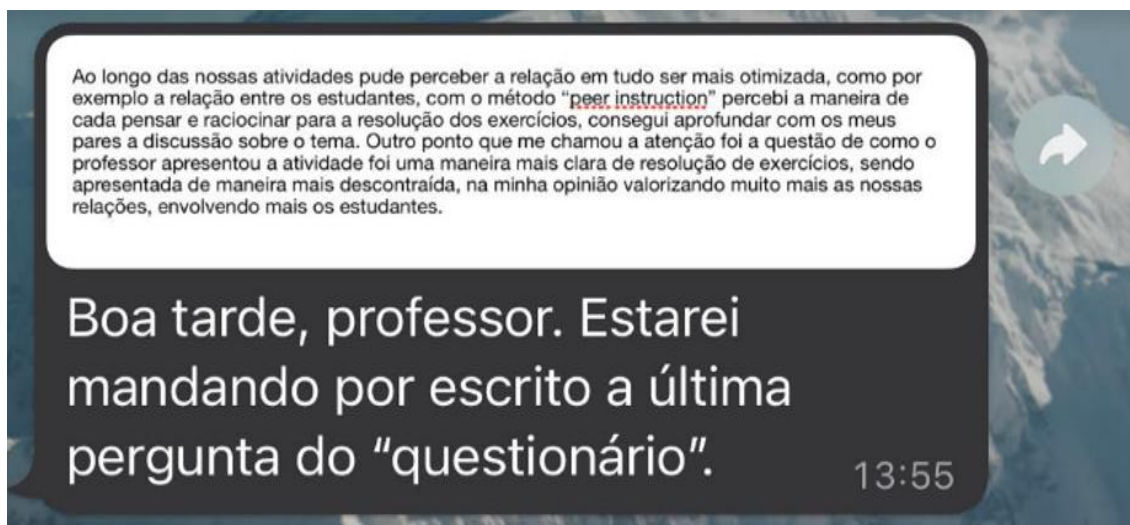 Ao longo das nossas atividades pude perceber a relação em tudo ser mais otimizada, como por
exemplo a relação entre os estudantes, com o método “peer instruction” percebi a maneira de
cada pensar e raciocinar para a resolução dos exercícios, consegui aprofundar com os meus
pares a discussão sobre o tema. Outro ponto que me chamou a atenção foi a questão de como o
professor apresentou a atividade foi uma maneira mais clara de resolução de exercícios, sendo
apresentada de maneira mais descontraída, na minha opinião valorizando muito mais as nossas
relações, envolvendo mais os estudantes.
Boa tarde, professor. Estarei
mandando por escrito a última
pergunta do “questionário”.
13:55